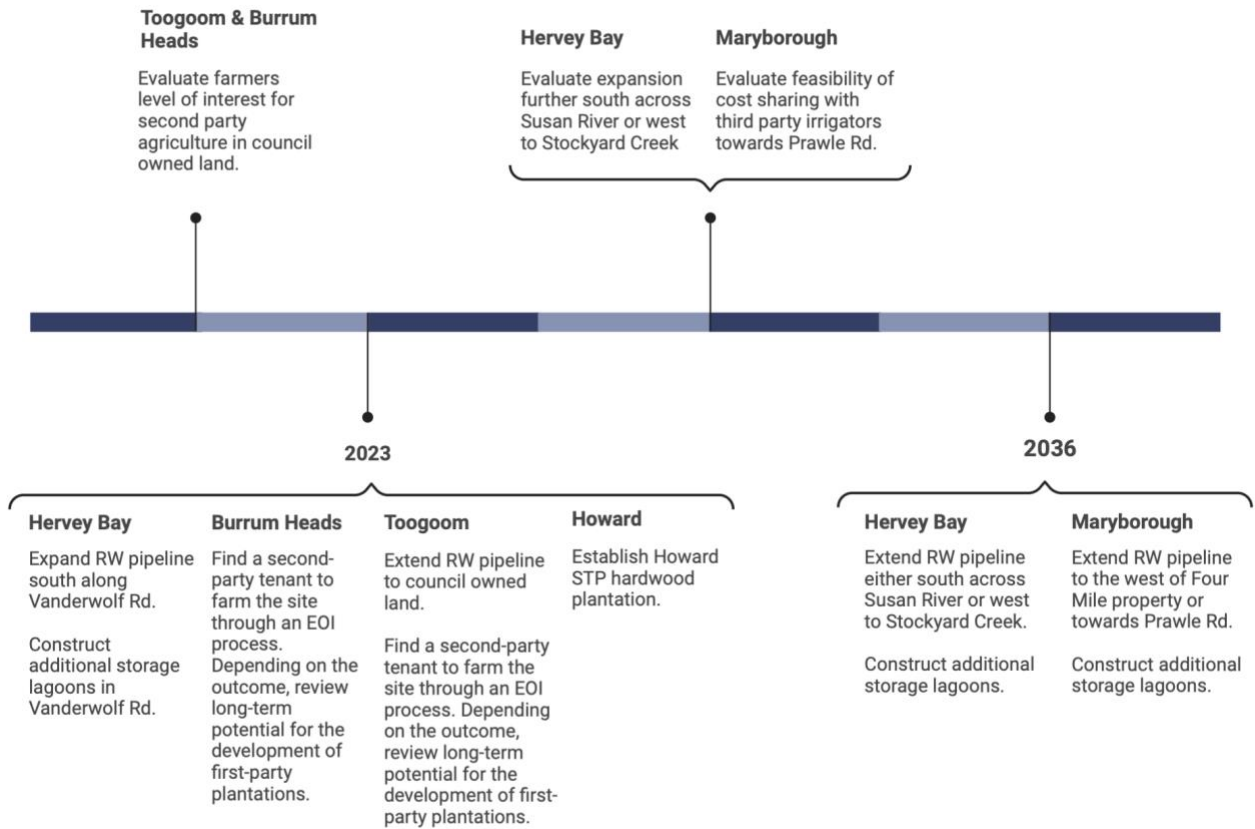 Toogoom & Burrum
Heads
Evaluate farmers
level of interest for
second party
agriculture in council
owned land.
Hervey Bay
Evaluate expansion
further south across
Susan River or west
to Stockyard Creek
Maryborough
Evaluate feasibility of
cost sharing with
third party irrigators
towards Prawle Rd.
2023
Hervey Bay
Expand RW pipeline
south along
Vanderwolf Rd.
Construct
additional storage
lagoons in
Vanderwolf Rd.
Burrum Heads
Find a second-
party tenant to
farm the site
through an EOI
process.
Depending on the
outcome, review
long-term
potential for the
development of
first-party
plantations.
Toogoom
Extend RW pipeline
to council owned
land.
Find a second-party
tenant to farm the
site through an EOI
process. Depending
on the outcome,
review long-term
potential for the
development of first-
party plantations.
Howard
Establish Howard
STP hardwood
plantation.
2036
Hervey Bay
Extend RW pipeline
either south across
Susan River or west
to Stockyard Creek.
Construct additional
storage lagoons.
Maryborough
Extend RW pipeline
to the west of Four
Mile property or
towards Prawle Rd.
Construct additional
storage lagoons.